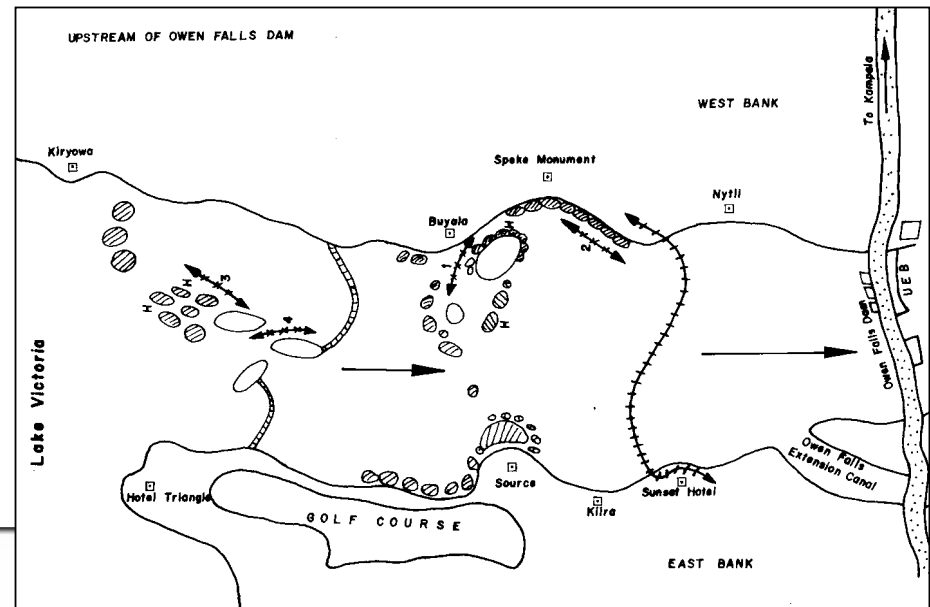 UPSTREAM OF OWEN FALLS DAM
To Kampala
WEST BANK
Kiryowa
Speke Monument
Nytil
Buyala
H
1
2
H
3
H
4
H
H
UEB
Owen Falls Dam
Lake Victoria
Owen Falls
Extension Canal
Source
Hotel Triangle
Sunset Hotel
Kiira
GOLF COURSE
EAST BANK